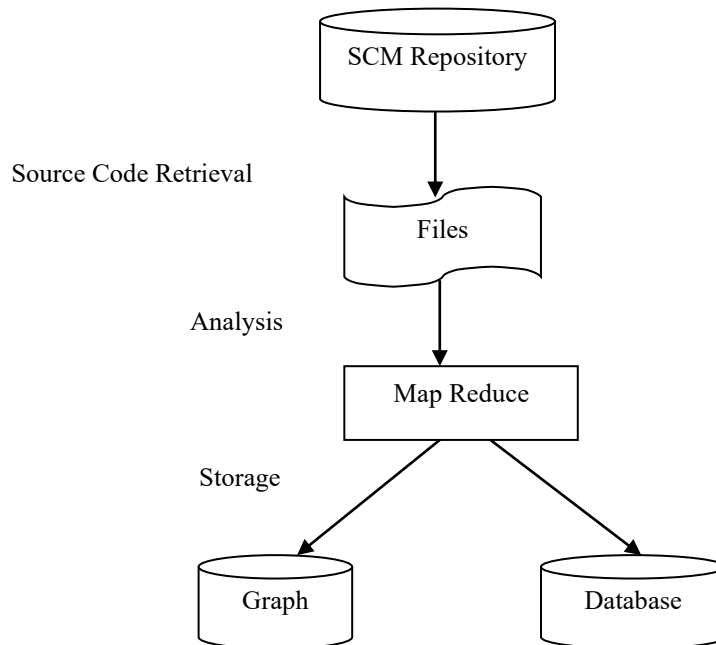 SCM Repository
Source Code Retrieval
Files
Analysis
Map Reduce
Storage
Graph
Database